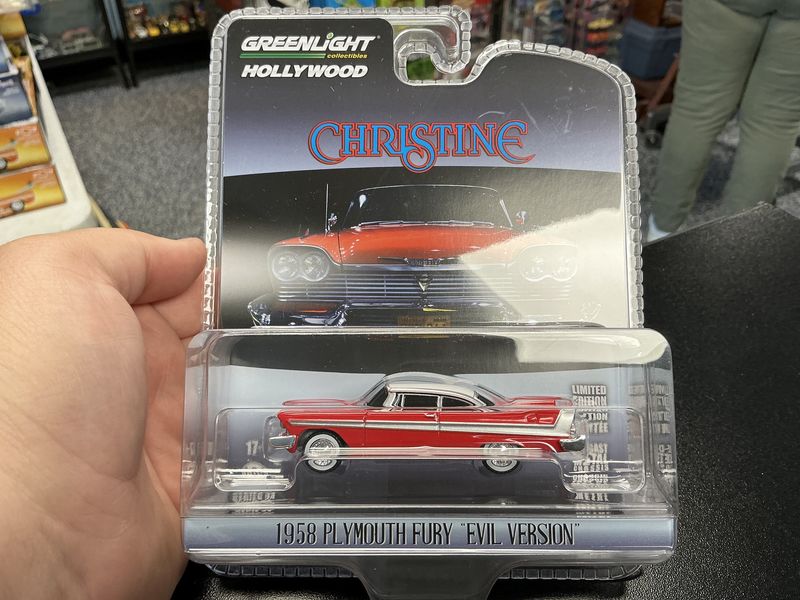 GREENLIGHT
collectibles
HOLLYWOOD
CHRISTINE
LIMITED
EDITION
1958 PLYMOUTH FURY "EVIL VERSION"